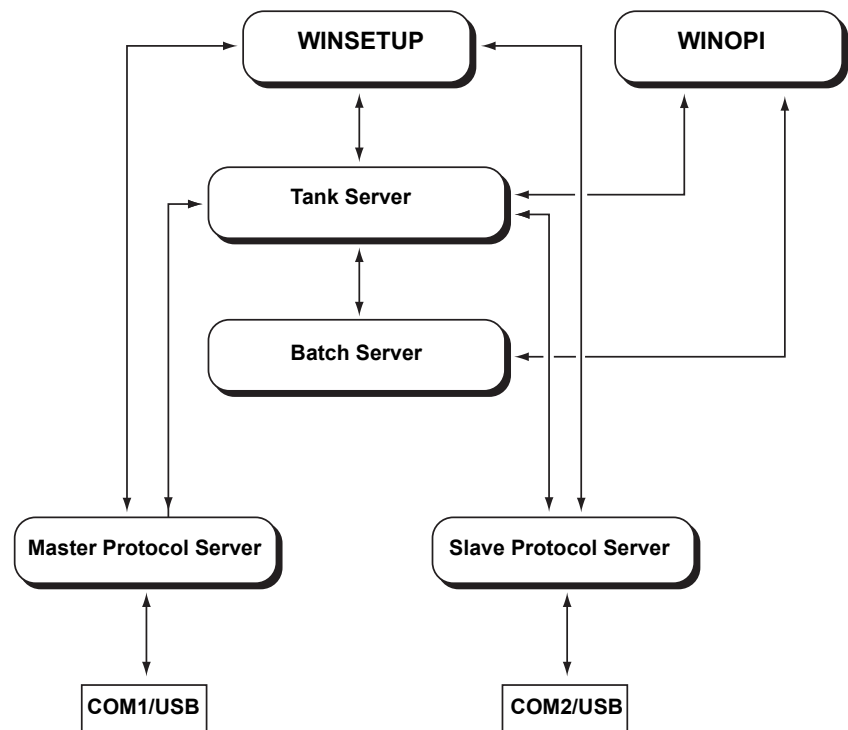 WINSETUP
WINOPI
Tank Server
Batch Server
Master Protocol Server
Slave Protocol Server
COM1/USB
COM2/USB